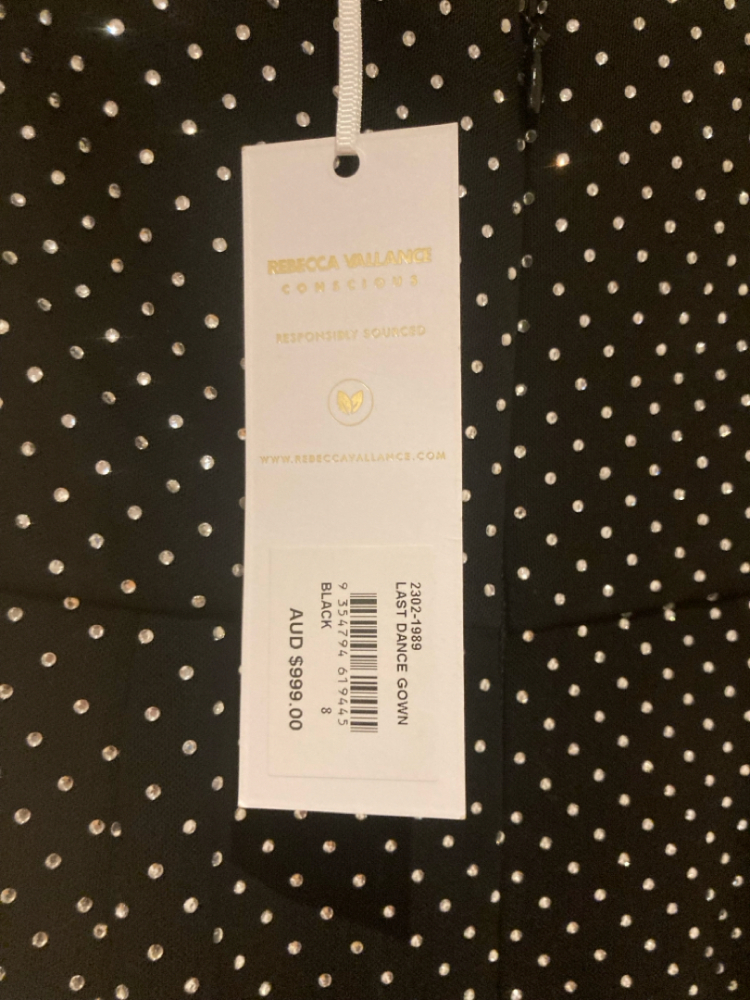 REBECCA VALLANCE
CONSCIOUS
RESPONSIBLY SOURCED
WWW.REBECCAVALLANCE.COM
2302-1989
LAST DANCE GOWN
9 354794 619445
BLACK 8
AUD $999.00